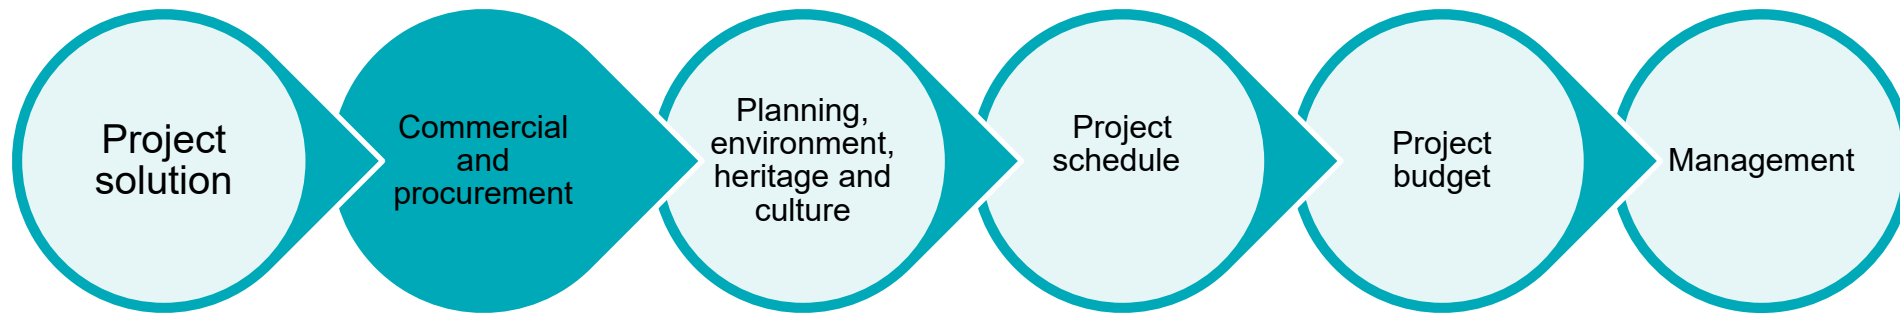 Project
solution
Commercial
and
procurement
Planning,
environment,
heritage and
culture
Project
schedule
Project
budget
Management